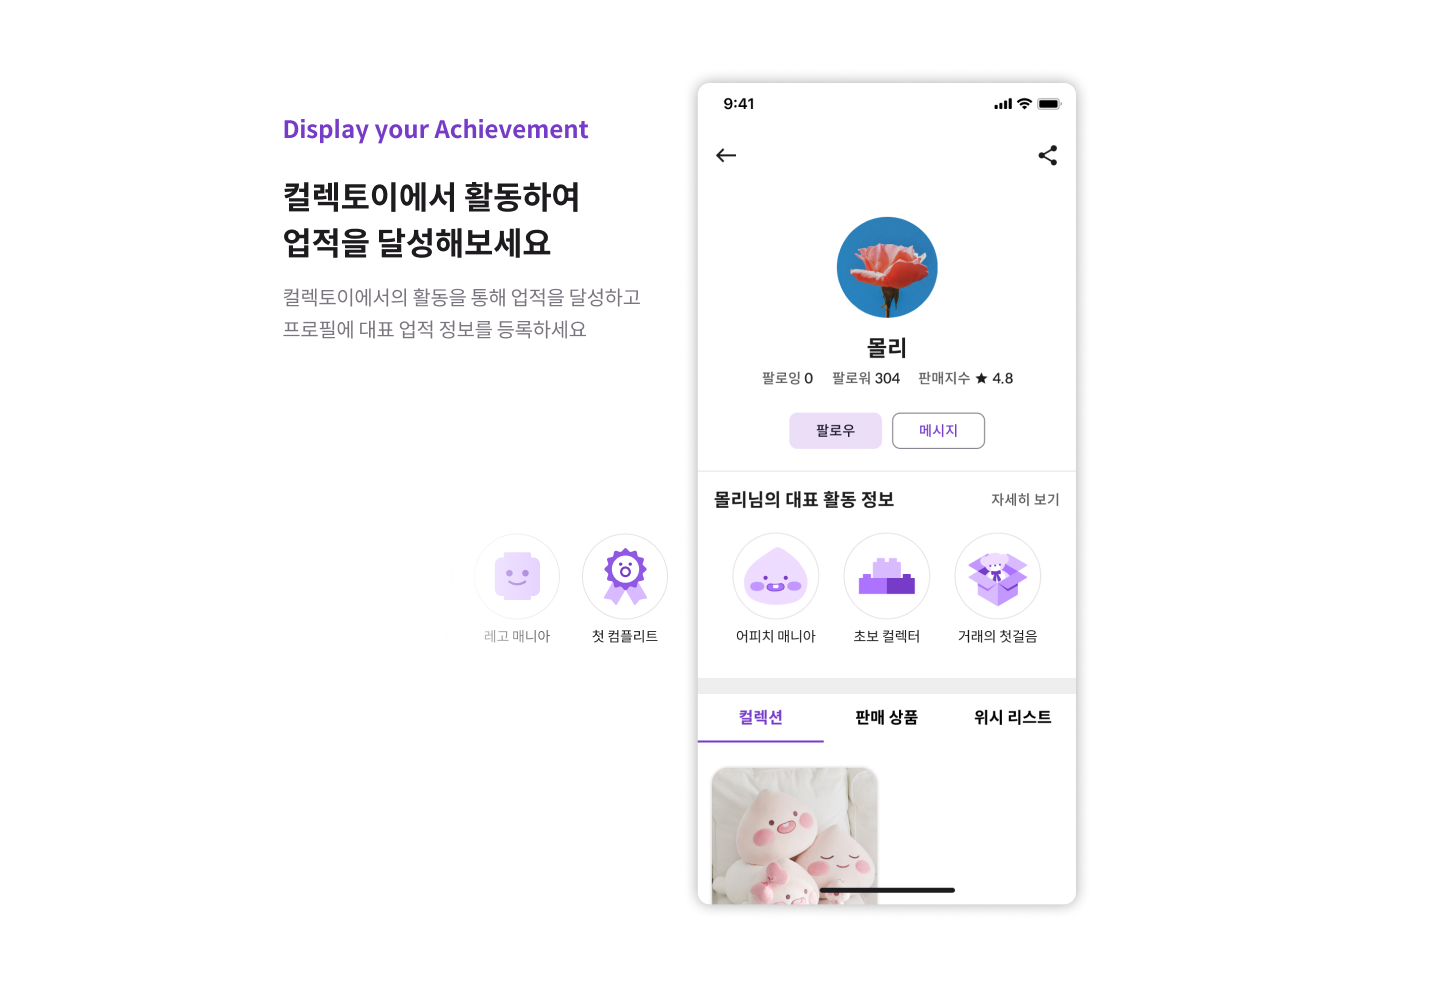 Display your Achievement
컬렉토이에서 활동하여
업적을 달성해보세요
컬렉토이에서의 활동을 통해 업적을 달성하고
프로필에 대표 업적 정보를 등록하세요
레고 매니아
첫 컴플리트
9:41
몰리
팔로잉 0 팔로워 304 판매지수 ★ 4.8
팔로우 메시지
몰리님의 대표 활동 정보 자세히 보기
어피치 매니아 초보 컬렉터 거래의 첫걸음
컬렉션 판매 상품 위시 리스트